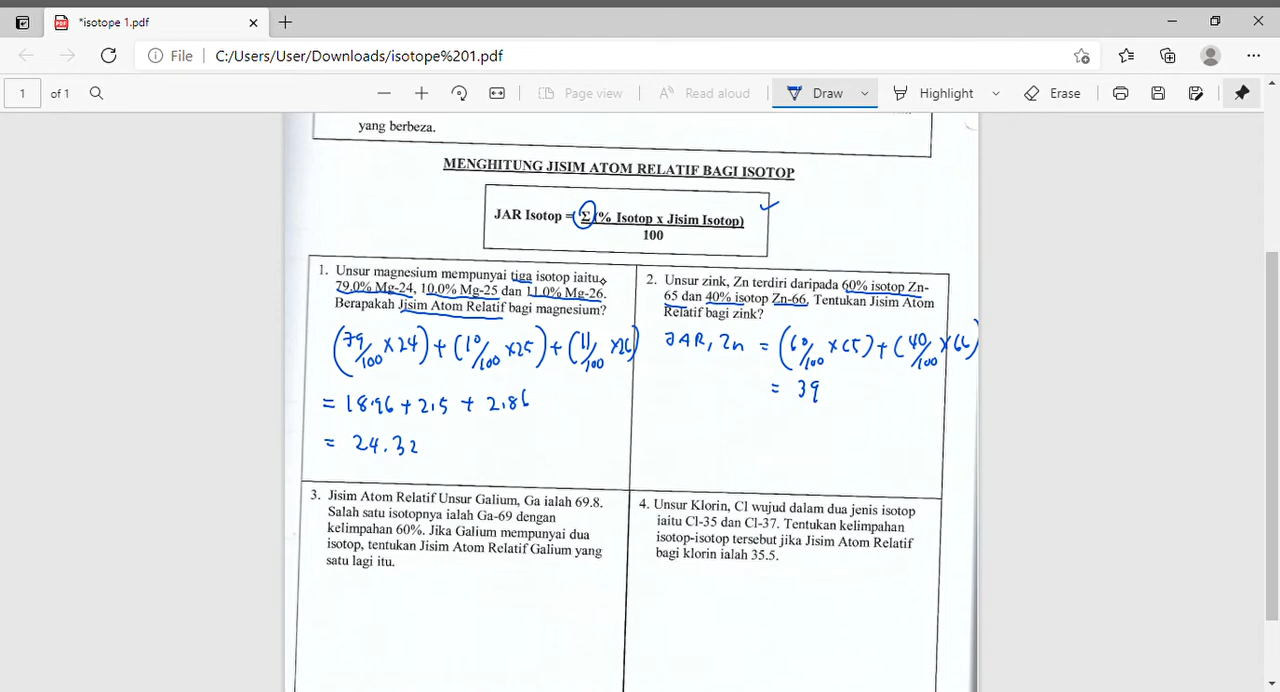 *isotope 1.pdf
File C:/Users/User/Downloads/isotope%201.pdf
1 of 1 Page view Read aloud Draw Highlight Erase
yang berbeza.
MENGHITUNG JISIM ATOM RELATIF BAGI ISOTOP
JAR Isotop = Σ (% Isotop x Jisim Isotop)
100
1. Unsur magnesium mempunyai tiga isotop iaitu
79.0% Mg-24, 10.0% Mg-25 dan 11.0% Mg-26.
Berapakah Jisim Atom Relatif bagi magnesium?
(79/100 × 24) + (10/100 × 25) + (11/100 × 26)
= 18.96 + 2.5 + 2.86
= 24.32
2. Unsur zink, Zn terdiri daripada 60% isotop Zn-
65 dan 40% isotop Zn-66. Tentukan Jisim Atom
Relatif bagi zink?
JAR, Zn = (60/100 × 65) + (40/100 × 66)
= 39
3. Jisim Atom Relatif Unsur Galium, Ga ialah 69.8.
Salah satu isotopnya ialah Ga-69 dengan
kelimpahan 60%. Jika Galium mempunyai dua
isotop, tentukan Jisim Atom Relatif Galium yang
satu lagi itu.
4. Unsur Klorin, Cl wujud dalam dua jenis isotop
iaitu Cl-35 dan Cl-37. Tentukan kelimpahan
isotop-isotop tersebut jika Jisim Atom Relatif
bagi klorin ialah 35.5.